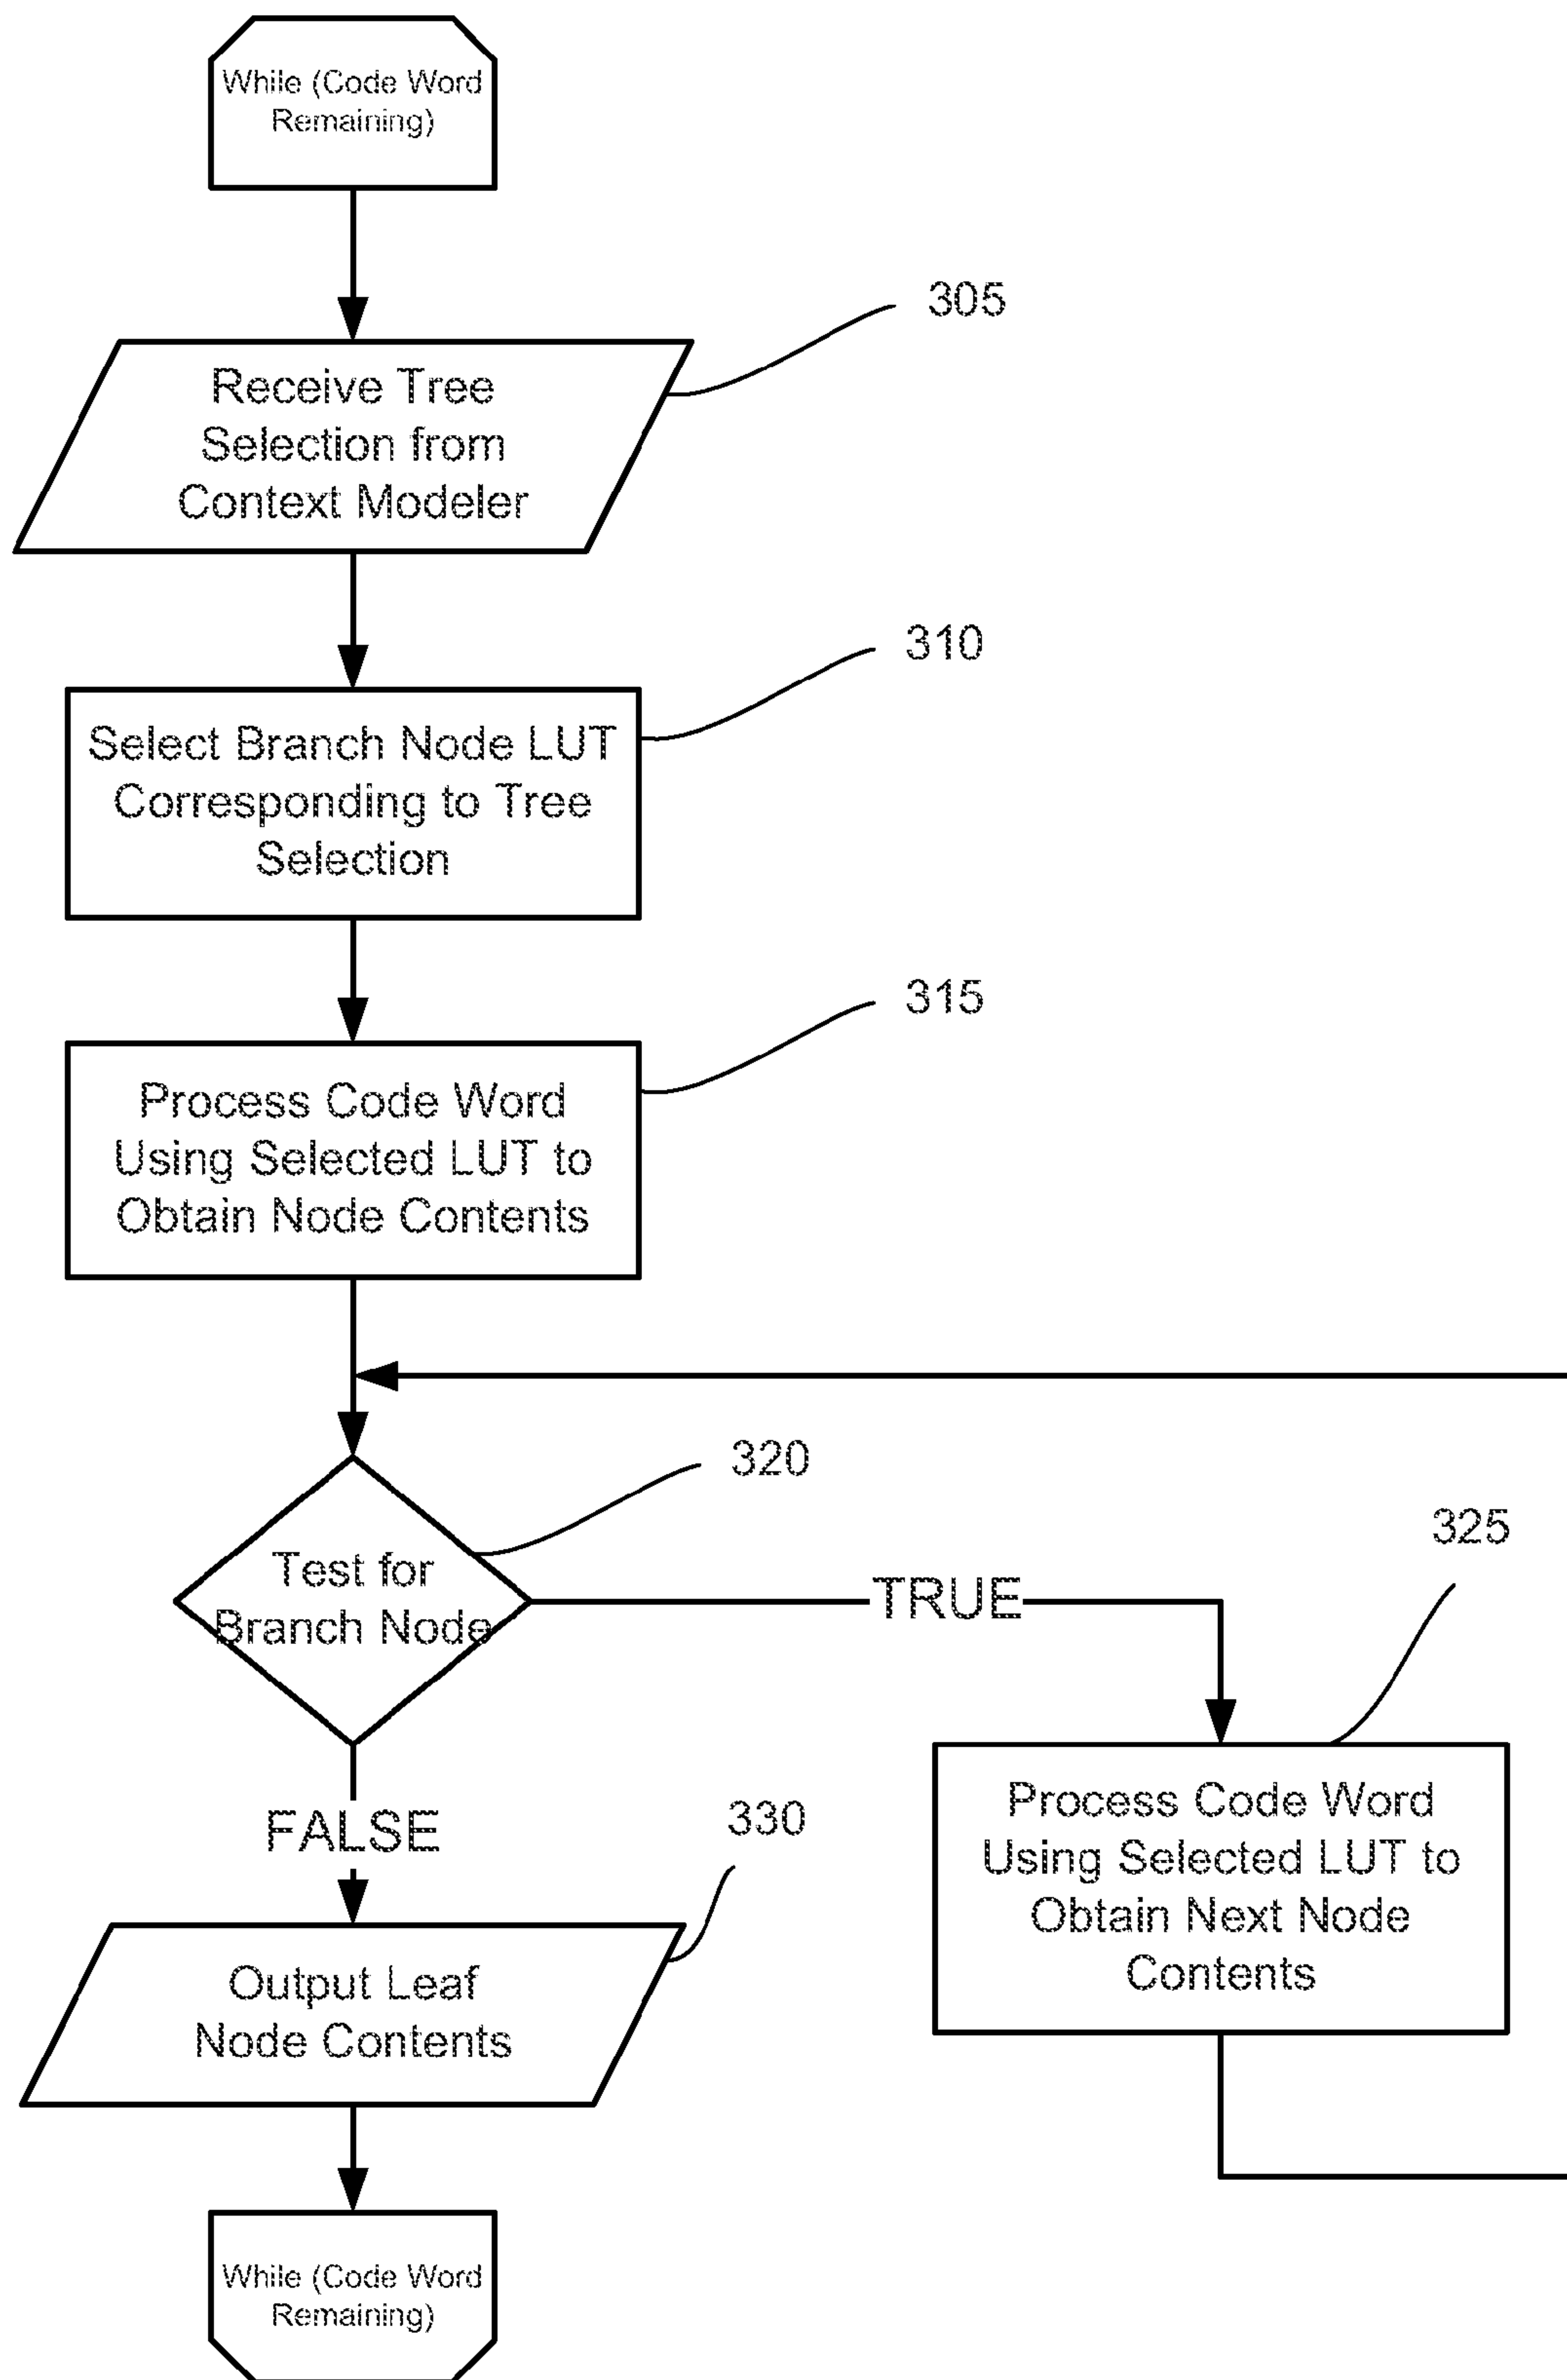 While (Code Word
Remaining)
305
Receive Tree
Selection from
Context Modeler
310
Select Branch Node LUT
Corresponding to Tree
Selection
315
Process Code Word
Using Selected LUT to
Obtain Node Contents
320
Test for
Branch Node
TRUE
325
Process Code Word
Using Selected LUT to
Obtain Next Node
Contents
FALSE
330
Output Leaf
Node Contents
While (Code Word
Remaining)